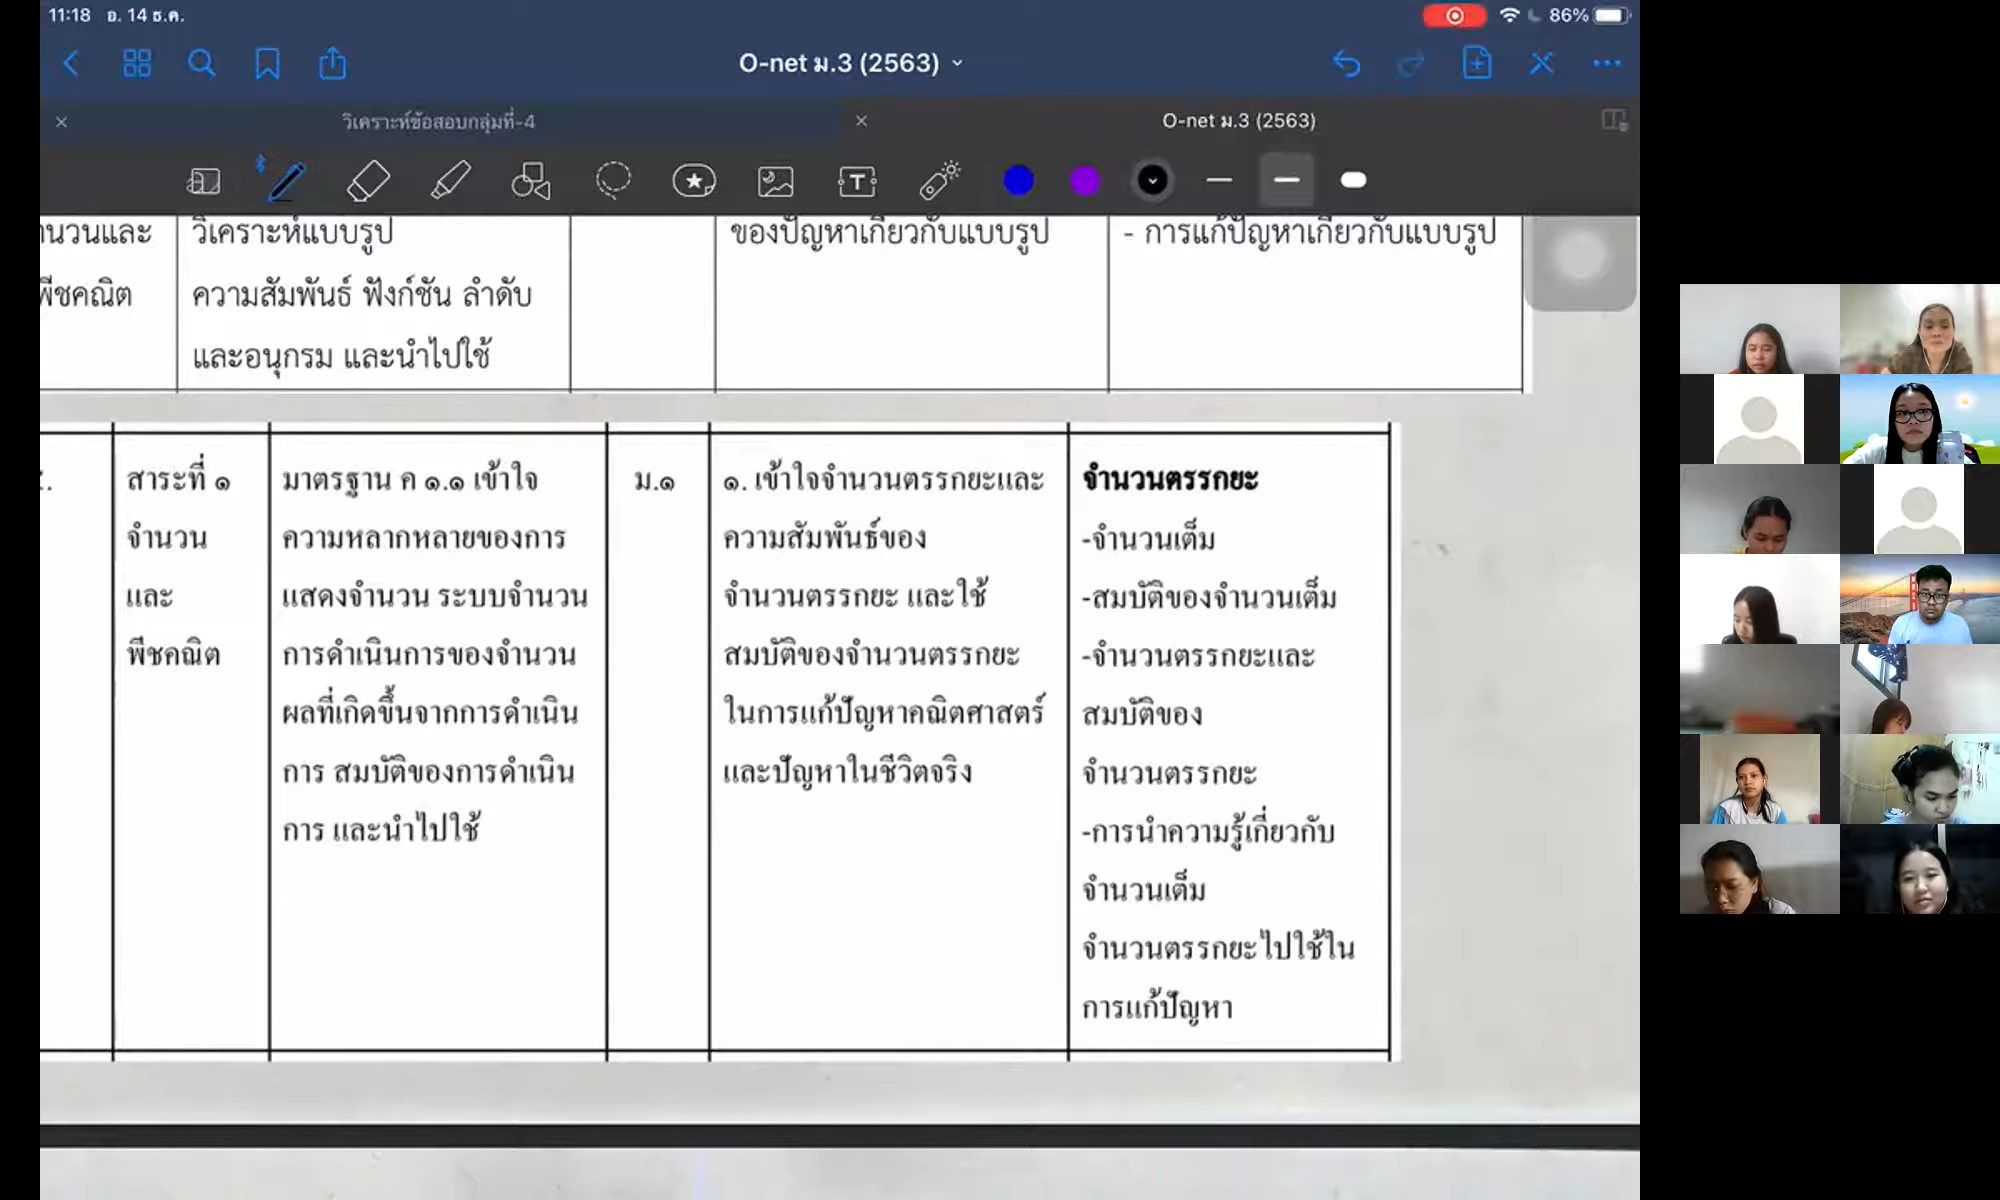 11:18 อ. 14 ธ.ค.
86%
O-net ม.3 (2563)
วิเคราะห์ข้อสอบกลุ่มที่-4
O-net ม.3 (2563)
วิเคราะห์แบบรูป
ของปัญหาเกี่ยวกับแบบรูป
- การแก้ปัญหาเกี่ยวกับแบบรูป
พีชคณิต
ความสัมพันธ์ ฟังก์ชัน ลำดับ
และอนุกรม และนำไปใช้
สาระที่ ๑
จำนวน
และ
พีชคณิต
มาตรฐาน ค ๑.๑ เข้าใจ
ความหลากหลายของการ
แสดงจำนวน ระบบจำนวน
การดำเนินการของจำนวน
ผลที่เกิดขึ้นจากการดำเนิน
การ สมบัติของการดำเนิน
การ และนำไปใช้
ม.๑
๑. เข้าใจจำนวนตรรกยะและ
ความสัมพันธ์ของ
จำนวนตรรกยะ และใช้
สมบัติของจำนวนตรรกยะ
ในการแก้ปัญหาคณิตศาสตร์
และปัญหาในชีวิตจริง
จำนวนตรรกยะ
-จำนวนเต็ม
-สมบัติของจำนวนเต็ม
-จำนวนตรรกยะและ
สมบัติของ
จำนวนตรรกยะ
-การนำความรู้เกี่ยวกับ
จำนวนเต็ม
จำนวนตรรกยะไปใช้ใน
การแก้ปัญหา